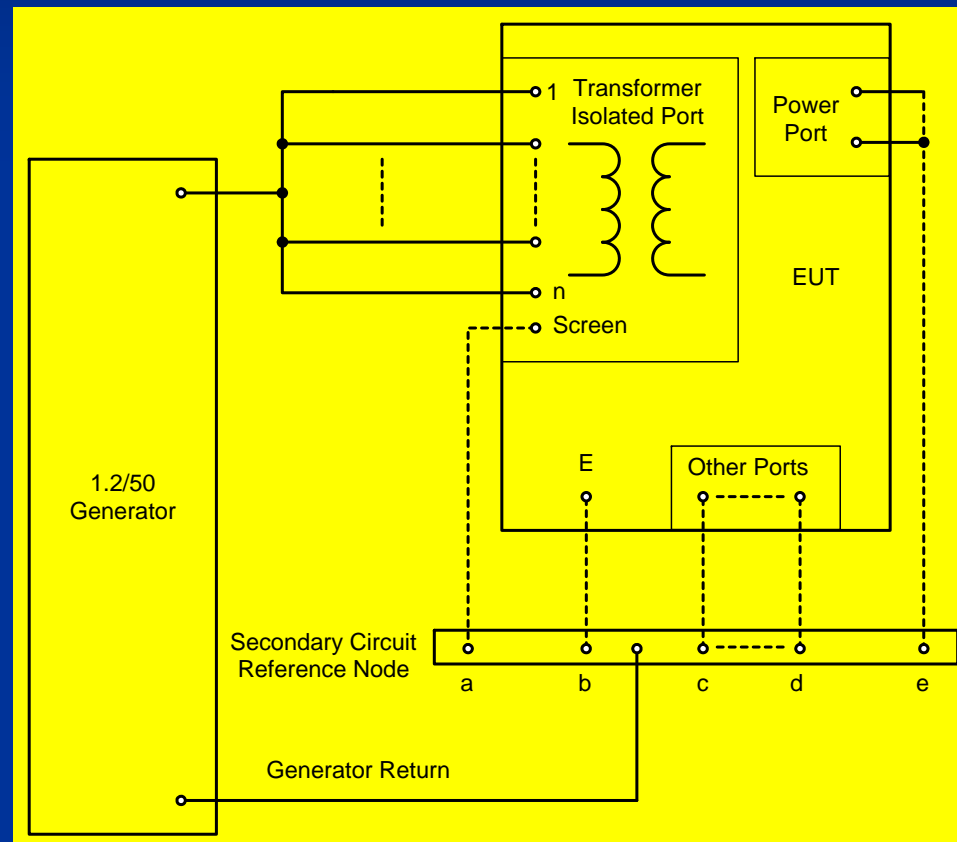 1
Transformer
Isolated Port
Power
Port
EUT
n
Screen
1.2/50
Generator
E
Other Ports
Secondary Circuit
Reference Node
a
b
c
d
e
Generator Return